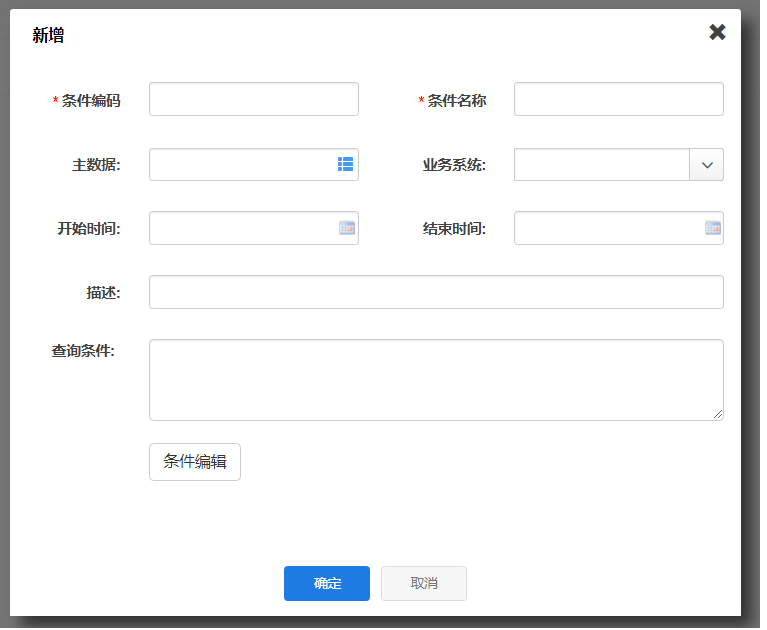 新增
* 条件编码
* 条件名称
主数据:
业务系统:
开始时间:
结束时间:
描述:
查询条件:
条件编辑
确定
取消